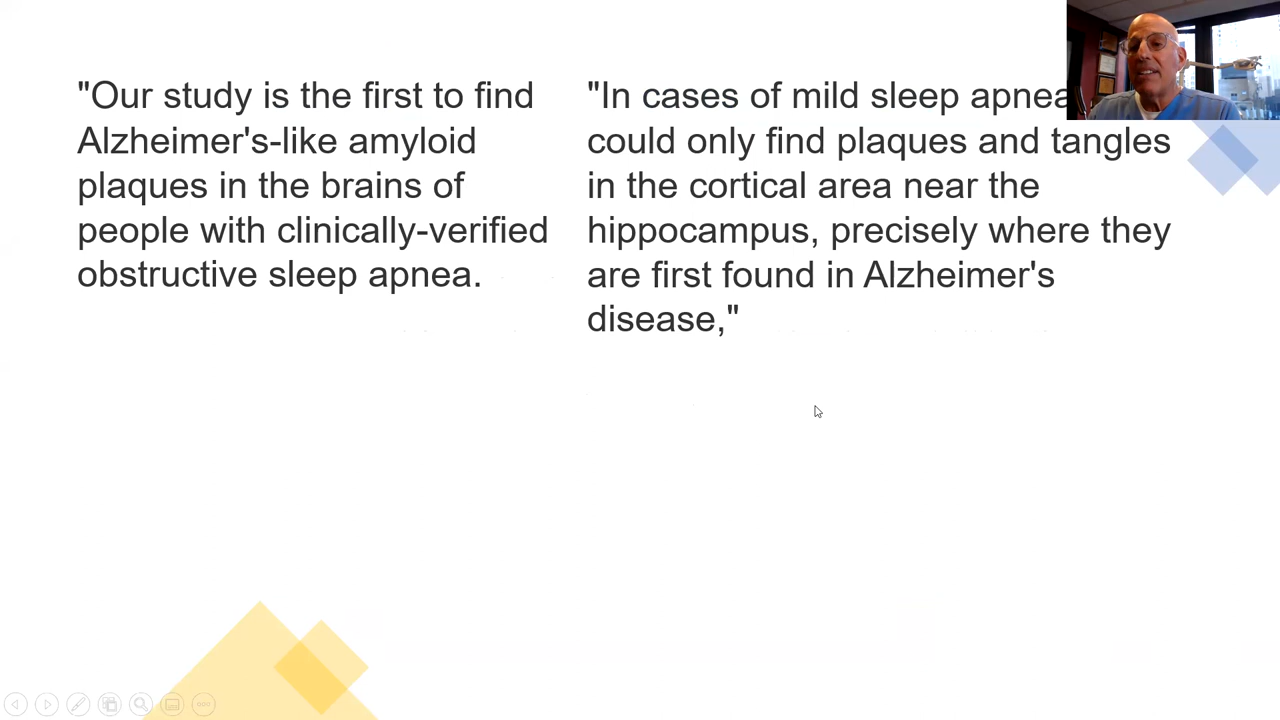 "Our study is the first to find
Alzheimer's-like amyloid
plaques in the brains of
people with clinically-verified
obstructive sleep apnea.
"In cases of mild sleep apnea
could only find plaques and tangles
in the cortical area near the
hippocampus, precisely where they
are first found in Alzheimer's
disease,"